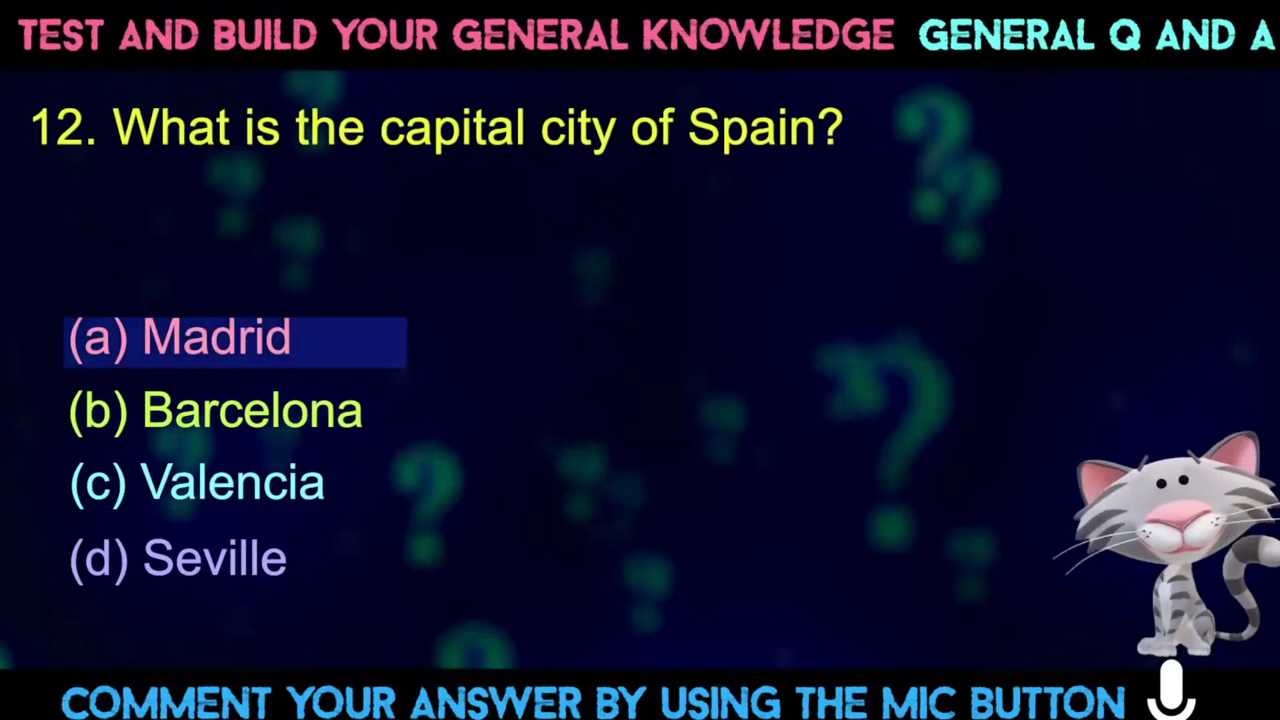 TEST AND BUILD YOUR GENERAL KNOWLEDGE GENERAL Q AND A
12. What is the capital city of Spain?
(a) Madrid
(b) Barcelona
(c) Valencia
(d) Seville
COMMENT YOUR ANSWER BY USING THE MIC BUTTON